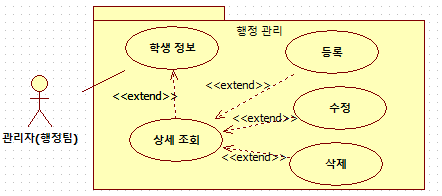 행정 관리
학생 정보
등록
<<extend>>
<<extend>>
수정
<<extend>>
관리자(행정팀)
상세 조회
<<extend>>
삭제